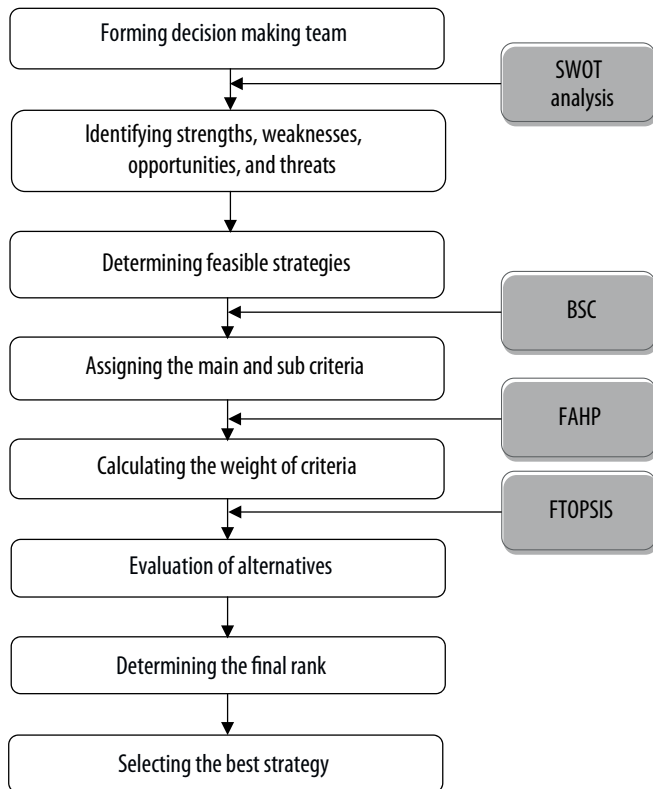 Forming decision making team
SWOT
analysis
Identifying strengths, weaknesses,
opportunities, and threats
Determining feasible strategies
BSC
Assigning the main and sub criteria
FAHP
Calculating the weight of criteria
FTOPSIS
Evaluation of alternatives
Determining the final rank
Selecting the best strategy